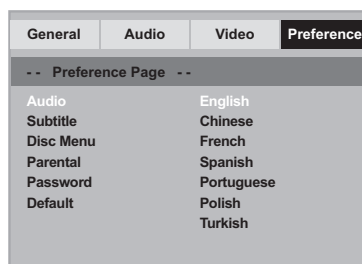 General Audio Video Preference
- - Preference Page - -
Audio English
Subtitle Chinese
Disc Menu French
Parental Spanish
Password Portuguese
Default Polish
Turkish